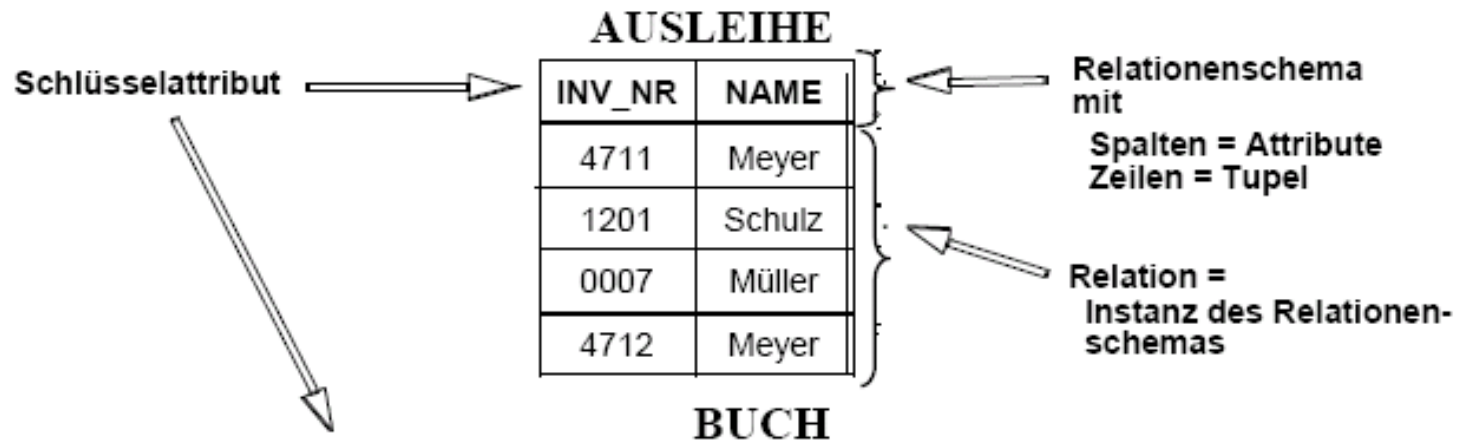 AUSLEIHE
Schlüsselattribut
INV_NR NAME
4711 Meyer
1201 Schulz
0007 Müller
4712 Meyer
Relationenschema
mit
Spalten = Attribute
Zeilen = Tupel
Relation =
Instanz des Relationen-
schemas
BUCH